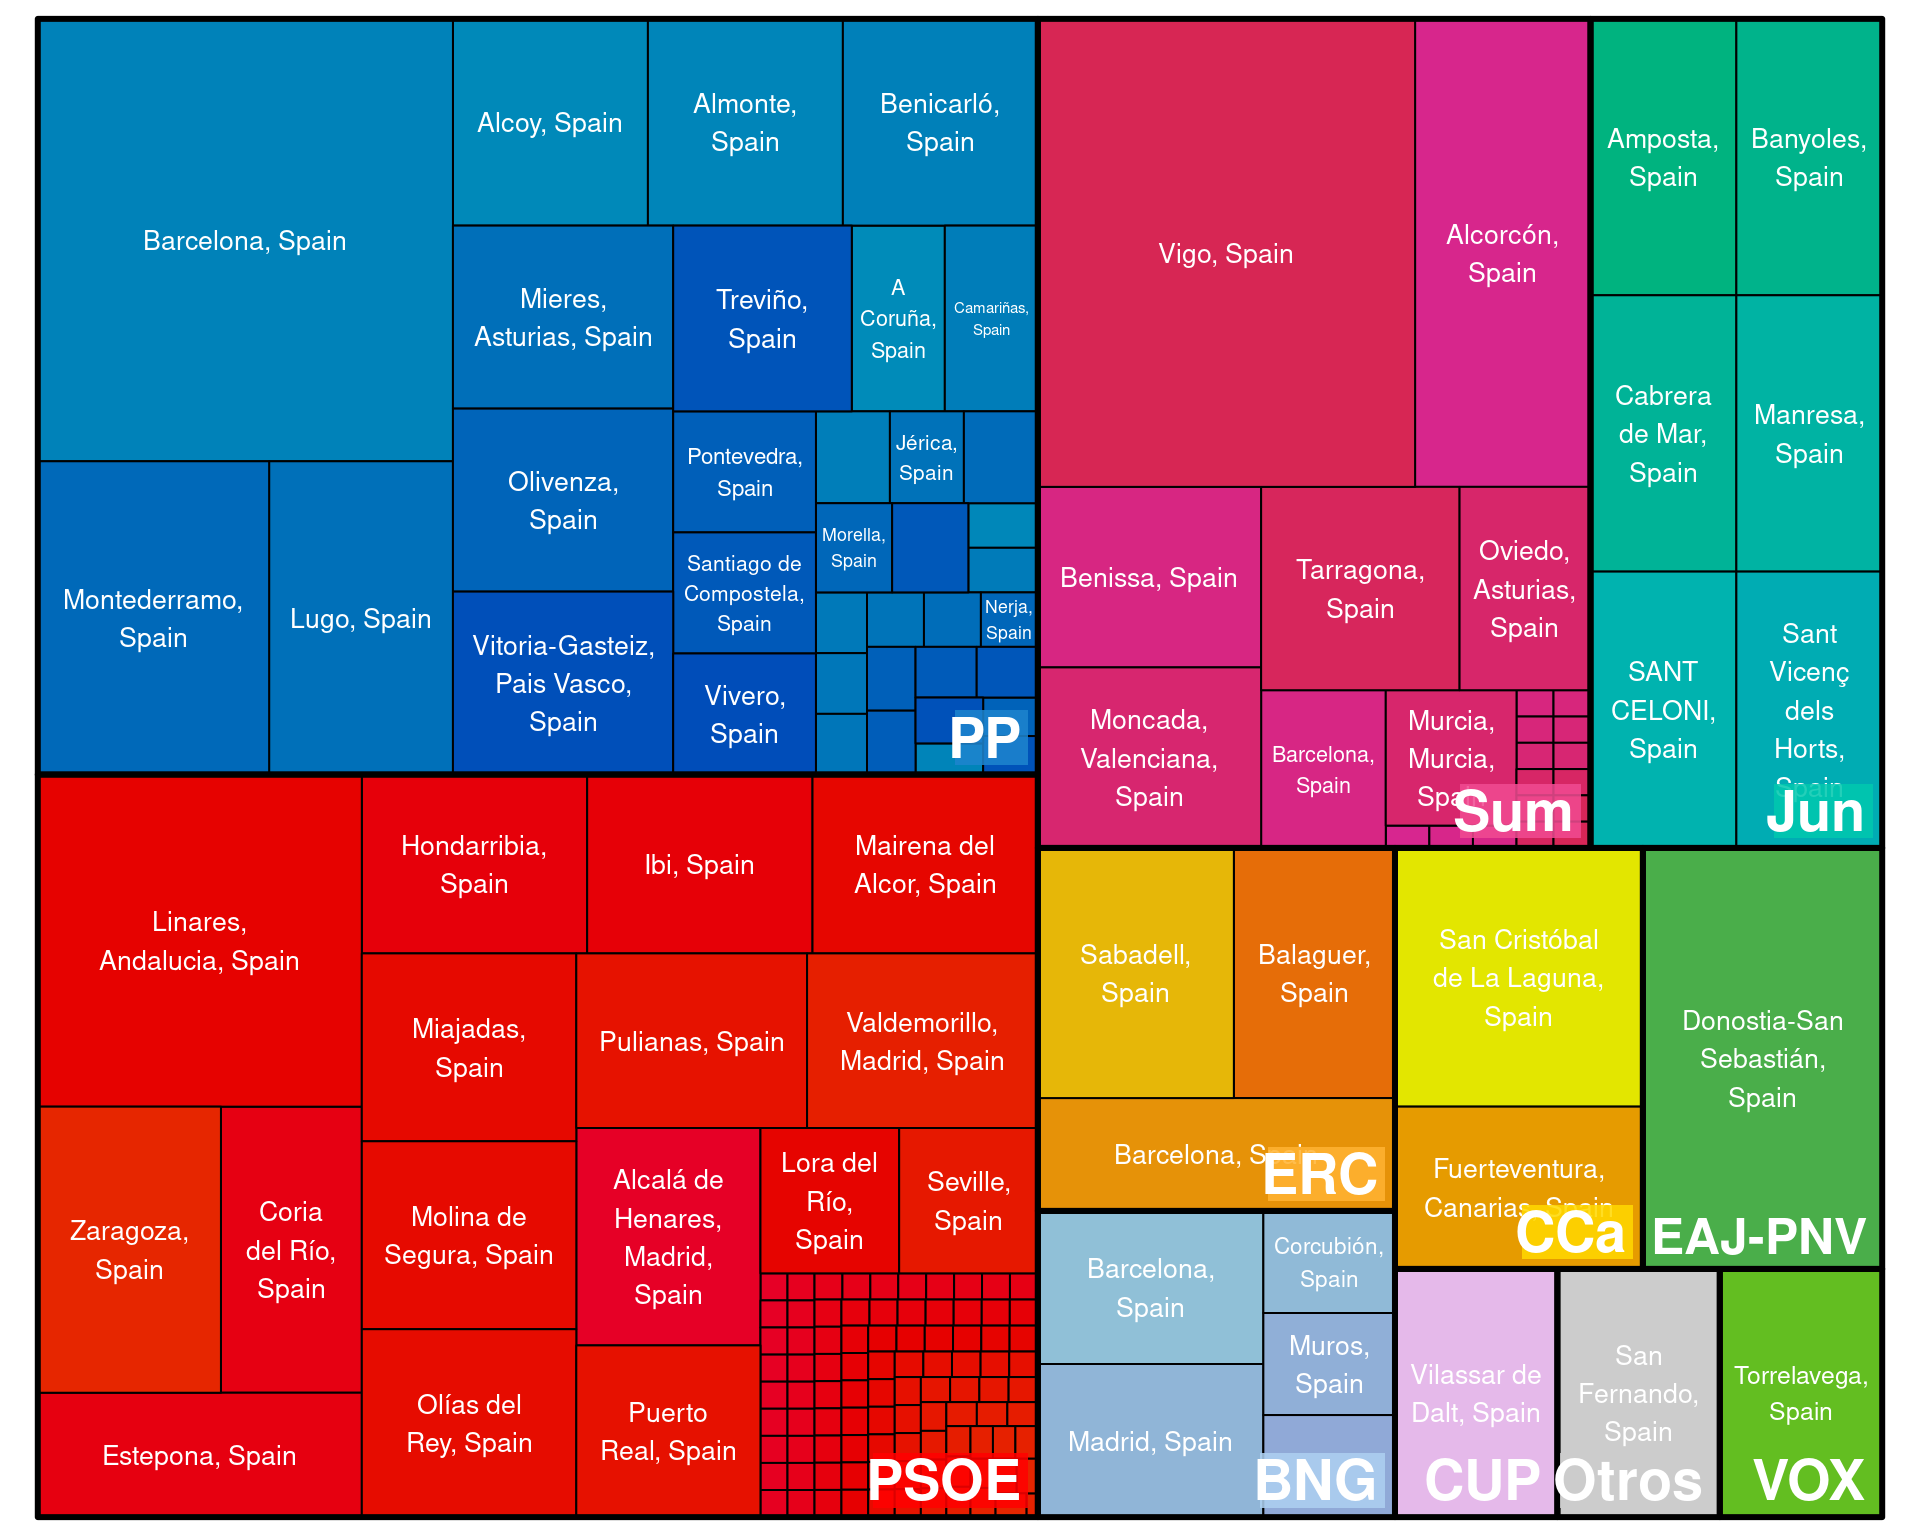 Barcelona, Spain
Alcoy, Spain
Almonte,
Spain
Benicarló,
Spain
Mieres,
Asturias, Spain
Treviño,
Spain
A
Coruña,
Spain
Camariñas,
Spain
Montederramo,
Spain
Lugo, Spain
Olivenza,
Spain
Vitoria-Gasteiz,
Pais Vasco,
Spain
Pontevedra,
Spain
Santiago de
Compostela,
Spain
Vivero,
Spain
Jérica,
Spain
Morella,
Spain
Nerja,
Spain
PP
Vigo, Spain
Alcorcón,
Spain
Benissa, Spain
Tarragona,
Spain
Oviedo,
Asturias,
Spain
Moncada,
Valenciana,
Spain
Barcelona,
Spain
Murcia,
Murcia,
Spain
Sum
Amposta,
Spain
Banyoles,
Spain
Cabrera
de Mar,
Spain
Manresa,
Spain
SANT
CELONI,
Spain
Sant
Vicenç
dels
Horts,
Spain
Jun
Linares,
Andalucia, Spain
Hondarribia,
Spain
Ibi, Spain
Mairena del
Alcor, Spain
Miajadas,
Spain
Pulianas, Spain
Valdemorillo,
Madrid, Spain
Zaragoza,
Spain
Coria
del Río,
Spain
Estepona, Spain
Molina de
Segura, Spain
Olías del
Rey, Spain
Alcalá de
Henares,
Madrid,
Spain
Puerto
Real, Spain
Lora del
Río,
Spain
Seville,
Spain
PSOE
Sabadell,
Spain
Balaguer,
Spain
Barcelona, Spain
ERC
San Cristóbal
de La Laguna,
Spain
Fuerteventura,
Canarias, Spain
CCa
Donostia-San
Sebastián,
Spain
EAJ-PNV
Barcelona,
Spain
Corcubión,
Spain
Muros,
Spain
Madrid, Spain
BNG
Vilassar de
Dalt, Spain
CUP
San
Fernando,
Spain
Otros
Torrelavega,
Spain
VOX